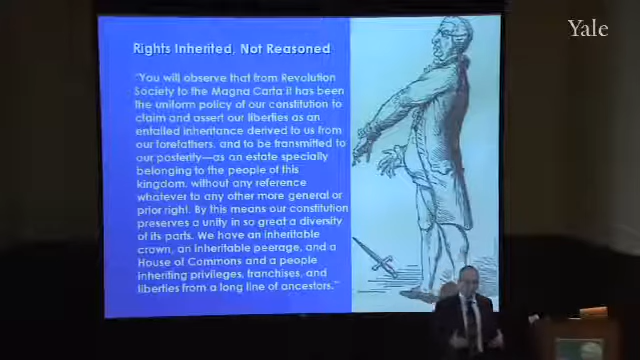 Yale
Rights Inherited, Not Reasoned
"You will observe that from Revolution
Society to the Magna Carta it has been
the uniform policy of our constitution to
claim and assert our liberties as an
entailed inheritance derived to us from
our forefathers, and to be transmitted to
our posterity—as an estate specially
belonging to the people of this
kingdom, without any reference
whatever to any other more general or
prior right. By this means our constitution
preserves a unity in so great a diversity
of its parts. We have an inheritable
crown, an inheritable peerage, and a
House of Commons and a people
inheriting privileges, franchises, and
liberties from a long line of ancestors."